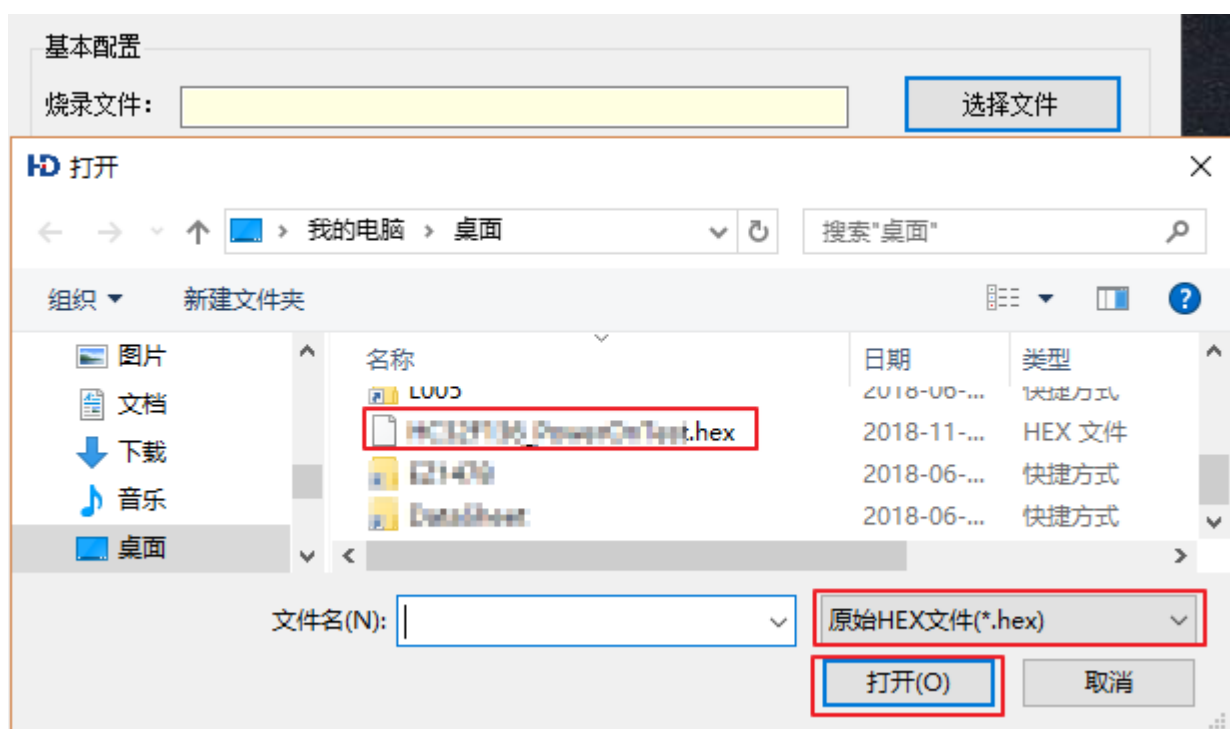 基本配置
烧录文件： 选择文件
HD 打开
我的电脑 › 桌面 搜索"桌面"
组织 新建文件夹
图片 名称 日期 类型
L005 2018-06-... 快捷方式
文档 .hex 2018-11-... HEX 文件
下载 2018-06-... 快捷方式
音乐 2018-06-... 快捷方式
桌面
文件名(N): 原始HEX文件(*.hex)
打开(O) 取消